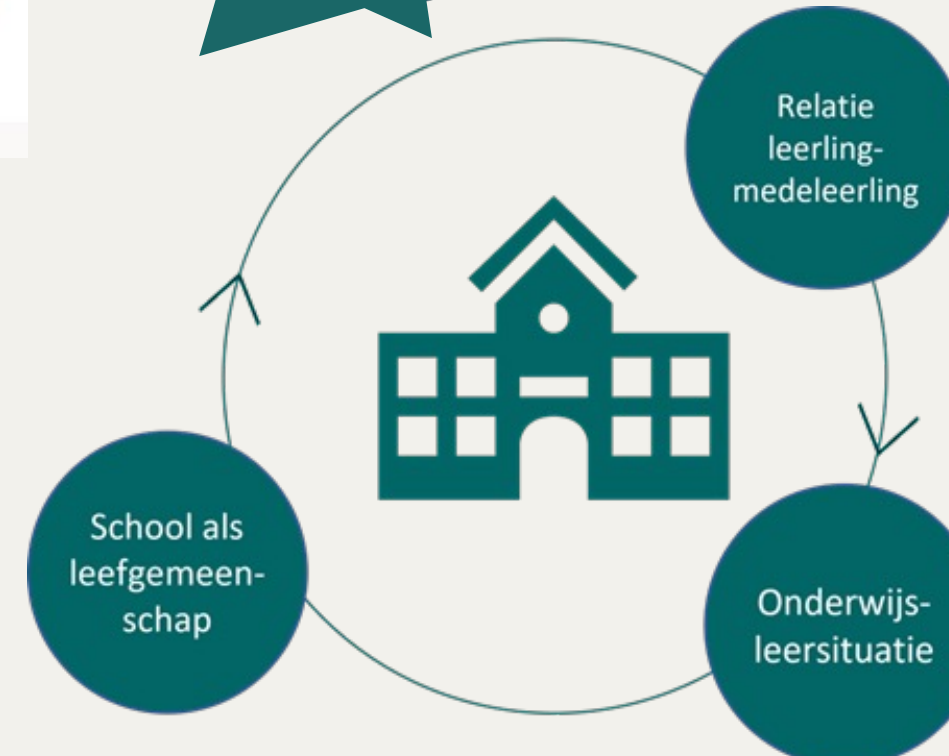 Relatie
leerling-
medeleerling
School als
leefgemeen-
schap
Onderwijs-
leersituatie